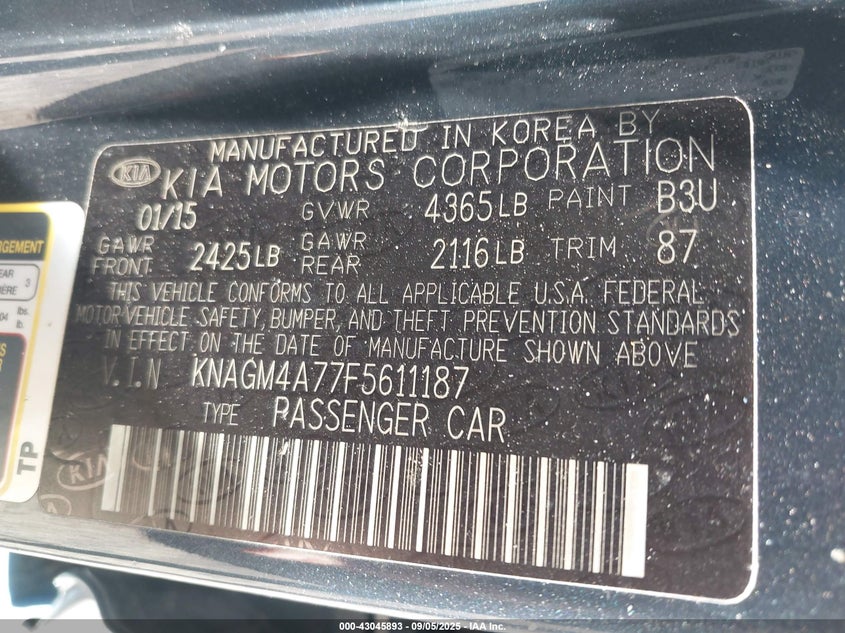 MANUFACTURED IN KOREA BY
KIA KIA MOTORS CORPORATION
01/15 GVWR 4365LB PAINT B3U
GAWR FRONT 2425LB GAWR REAR 2116LB TRIM 87
THIS VEHICLE CONFORMS TO ALL APPLICABLE U.S.A. FEDERAL
MOTOR VEHICLE SAFETY, BUMPER, AND THEFT PREVENTION STANDARDS
IN EFFECT ON THE DATE OF MANUFACTURE SHOWN ABOVE
V.I.N KNAGM4A77F5611187
TYPE PASSENGER CAR
TP
000-43045893 - 09/05/2025 - IAA Inc.